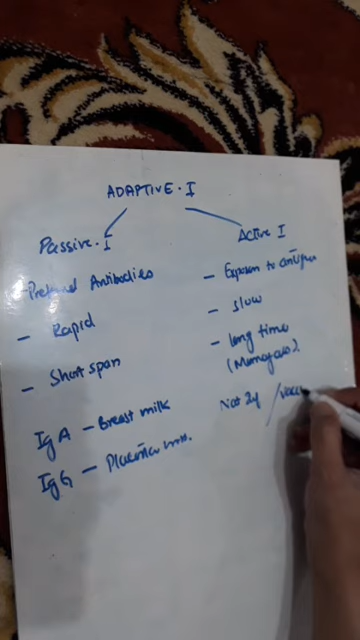 ADAPTIVE. I
Passive. I
Preformed Antibodies
- Rapid
- Short span
IgA - Breast milk
IgG - Placenta
Active I
- Exposure to antigen
- slow
- long time
(Memory